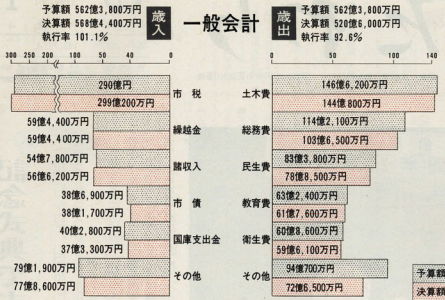 予算額 562億3,800万円
決算額 568億4,400万円
執行率 101.1%
歳入
一般会計
歳出
予算額 562億3,800万円
決算額 520億6,000万円
執行率 92.6%
300 250 200 40 0
0 50 100 140
290億円
299億200万円
市税
59億4,400万円
59億4,400万円
繰越金
54億7,800万円
56億6,200万円
諸収入
38億6,900万円
38億1,700万円
市債
40億2,800万円
37億3,300万円
国庫支出金
79億1,900万円
77億8,600万円
その他
土木費
146億6,200万円
144億800万円
総務費
114億2,100万円
103億6,500万円
民生費
83億3,800万円
78億8,500万円
教育費
63億2,400万円
61億7,600万円
衛生費
60億8,600万円
59億6,100万円
その他
94億700万円
72億6,500万円
予算額
決算額